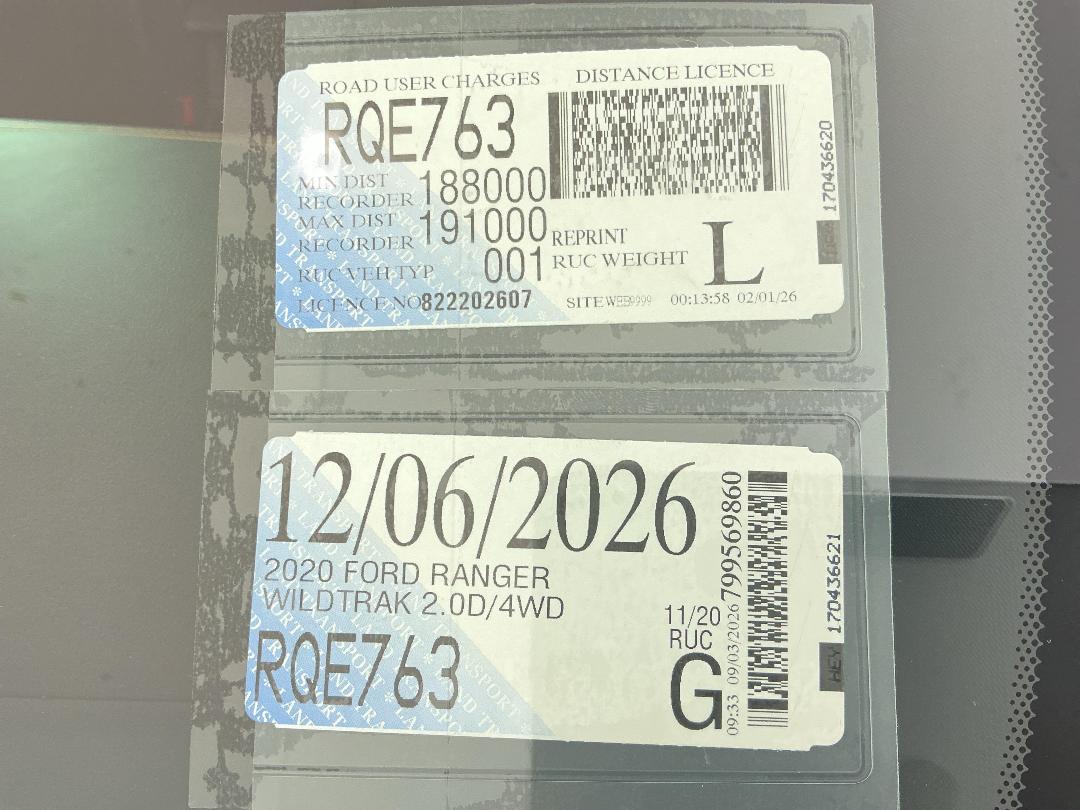 ROAD USER CHARGES DISTANCE LICENCE
RQE763
MIN DIST
RECORDER 188000
MAX DIST
RECORDER 191000
REPRINT
RUC VEH TYP 001
RUC WEIGHT L
LICENCE NO 822202607
SITE WEB9999 00:13:58 02/01/26
170436620
12/06/2026
2020 FORD RANGER
WILDTRAK 2.0D/4WD
RQE763
11/20
RUC
G
09:33 09/03/2026 799569860
170436621
HEY